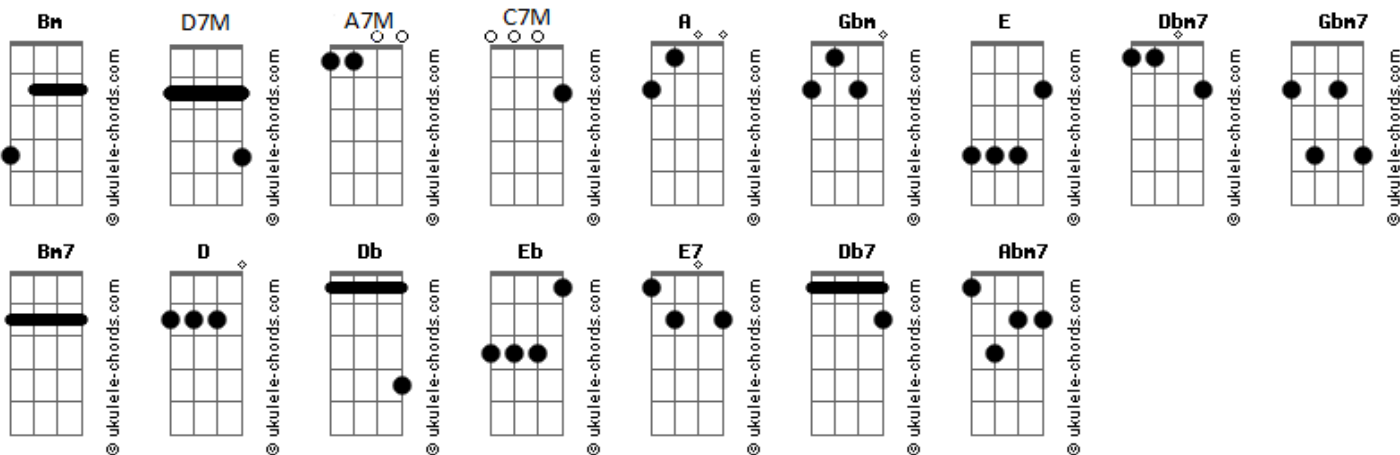 Bm D7M A7M C7M A Gbm E Dbm7 Gbm7
© ukulele-chords.com © ukulele-chords.com © ukulele-chords.com © ukulele-chords.com © ukulele-chords.com © ukulele-chords.com © ukulele-chords.com © ukulele-chords.com © ukulele-chords.com
Bm7 D Db Eb E7 Db7 Abm7
© ukulele-chords.com © ukulele-chords.com © ukulele-chords.com © ukulele-chords.com © ukulele-chords.com © ukulele-chords.com © ukulele-chords.com